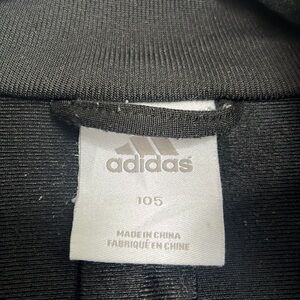 adidas
105
MADE IN CHINA
FABRIQUÉ EN CHINE